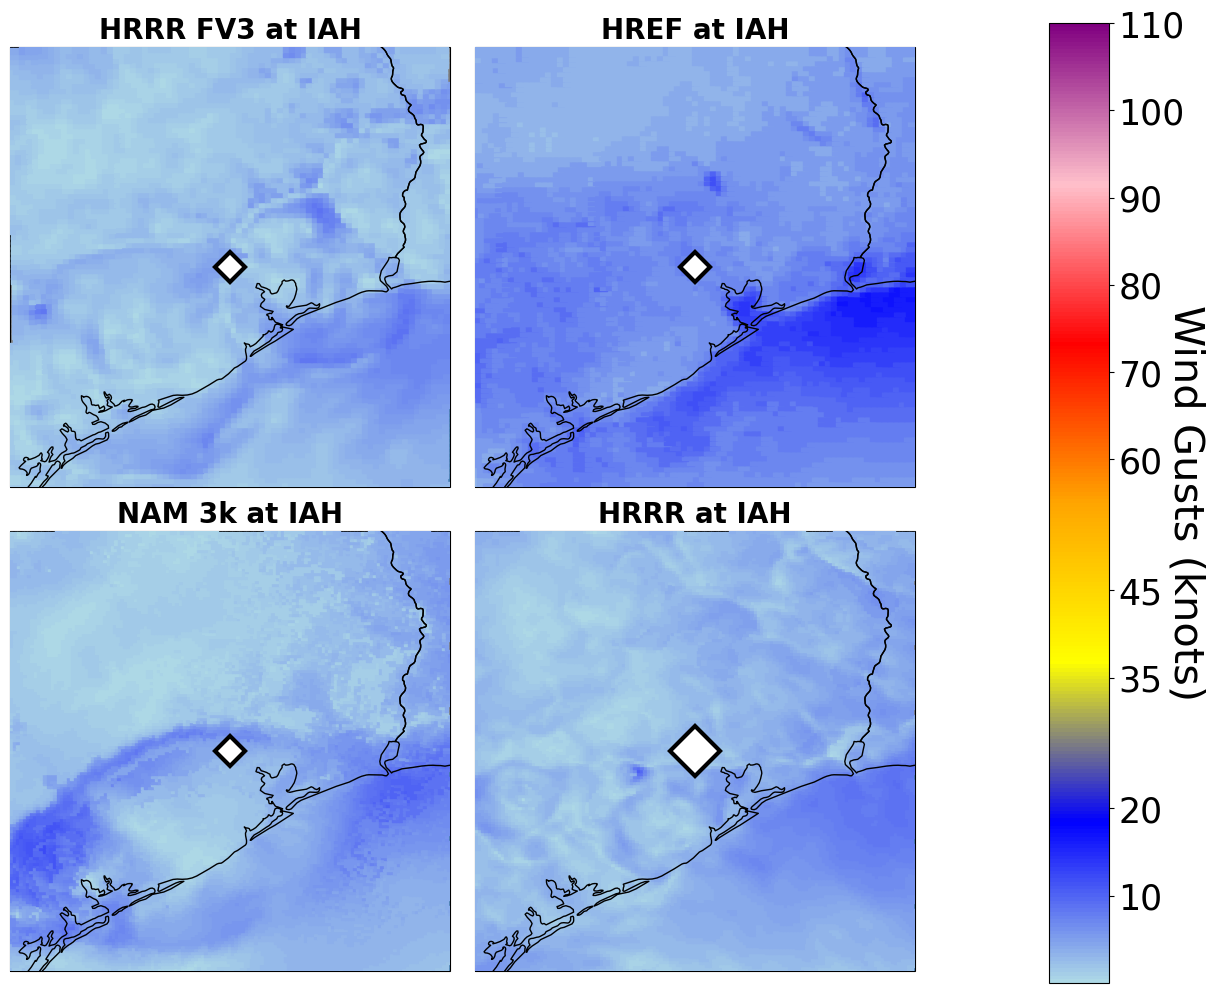 HRRR FV3 at IAH
HREF at IAH
NAM 3k at IAH
HRRR at IAH
110
100
90
80
70
60
45
35
20
10
Wind Gusts (knots)